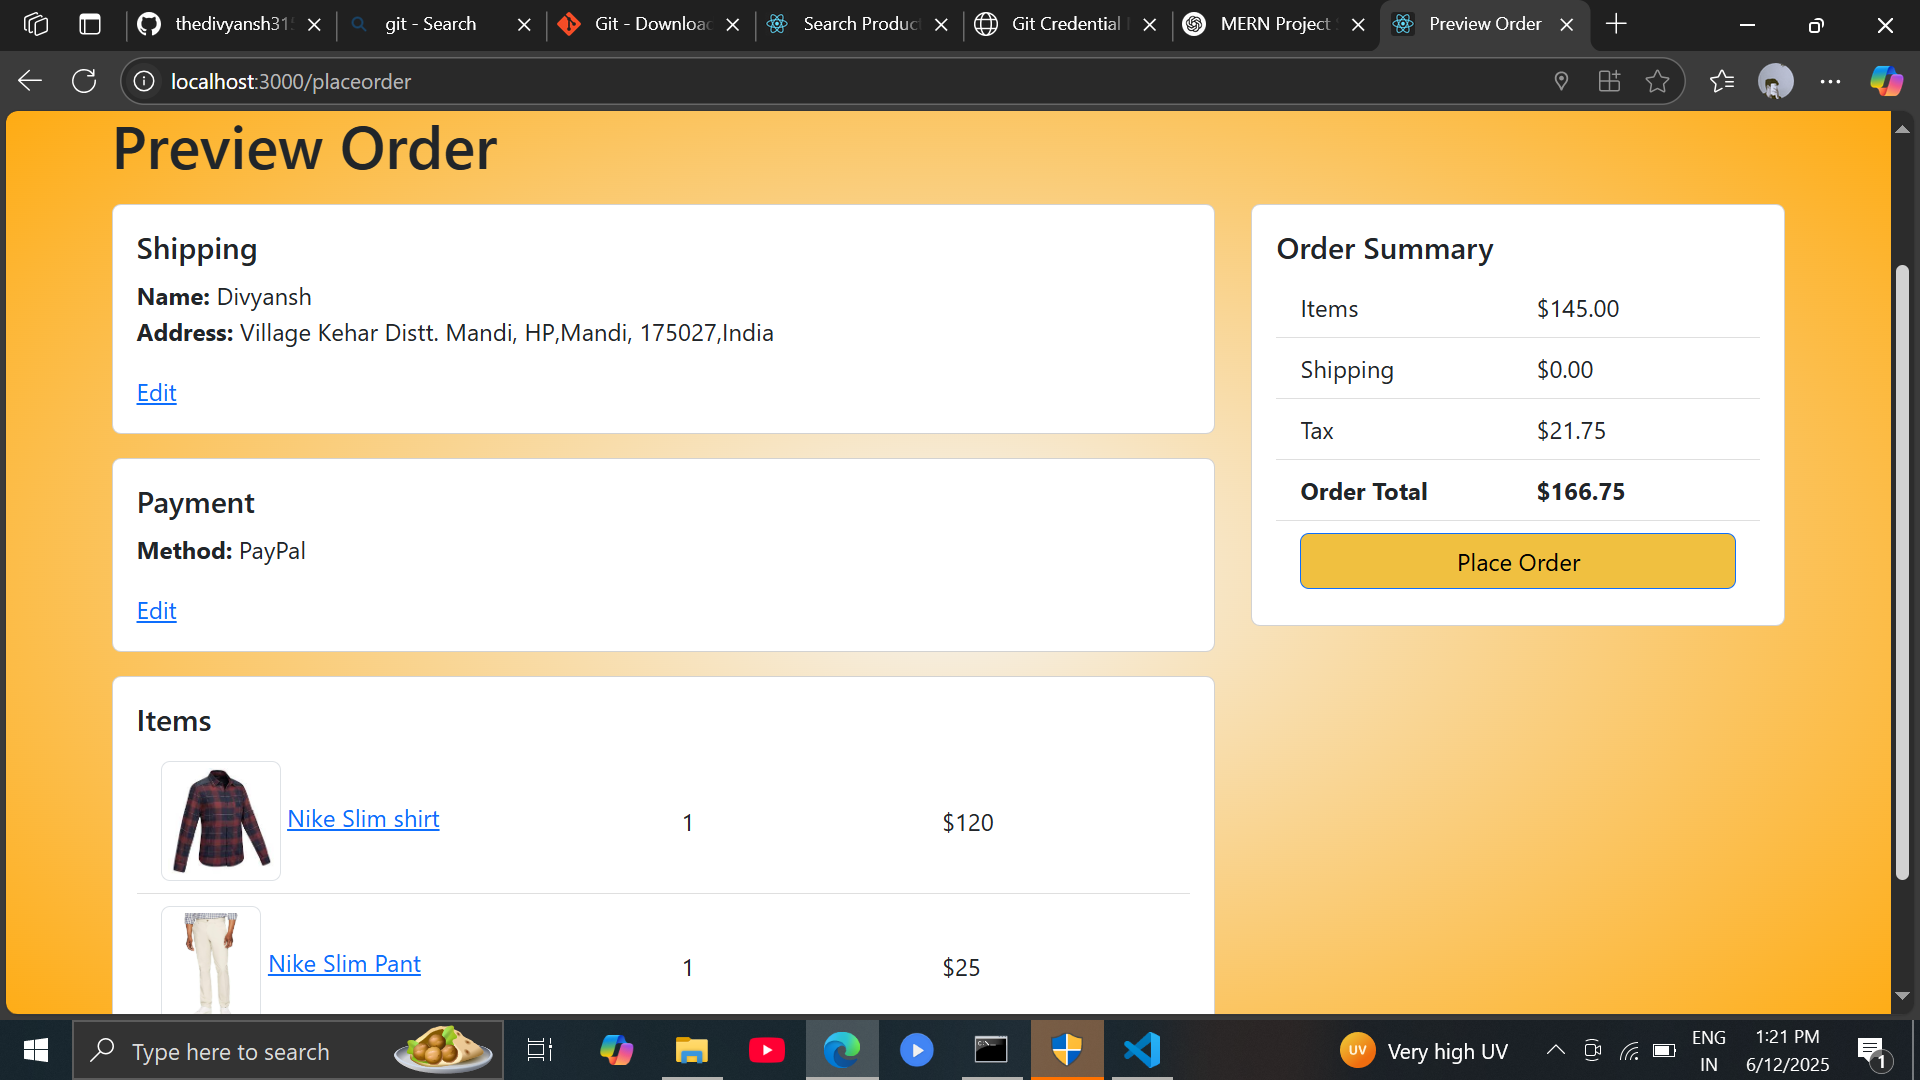 thedivyansh315
git - Search
Git - Download
Search Product
Git Credential
MERN Project
Preview Order
localhost:3000/placeorder
Preview Order
Shipping
Name: Divyansh
Address: Village Kehar Distt. Mandi, HP,Mandi, 175027,India
Edit
Payment
Method: PayPal
Edit
Items
Nike Slim shirt 1 $120
Nike Slim Pant 1 $25
Order Summary
Items $145.00
Shipping $0.00
Tax $21.75
Order Total $166.75
Place Order
Type here to search
UV
Very high UV
ENG
IN
1:21 PM
6/12/2025
1